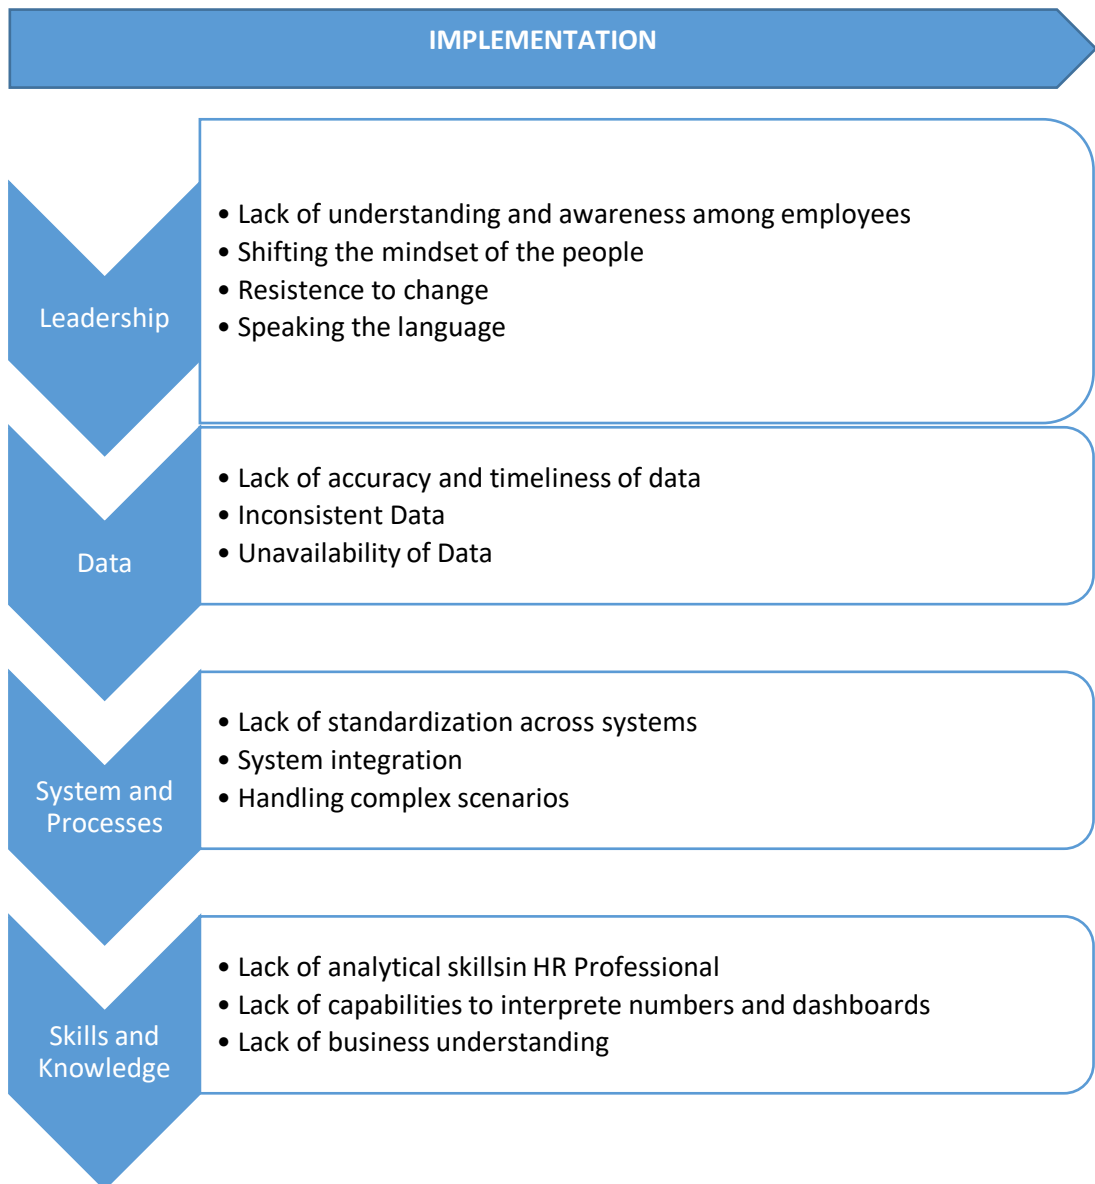 IMPLEMENTATION
Leadership
• Lack of understanding and awareness among employees
• Shifting the mindset of the people
• Resistence to change
• Speaking the language
Data
• Lack of accuracy and timeliness of data
• Inconsistent Data
• Unavailability of Data
System and
Processes
• Lack of standardization across systems
• System integration
• Handling complex scenarios
Skills and
Knowledge
• Lack of analytical skillsin HR Professional
• Lack of capabilities to interprete numbers and dashboards
• Lack of business understanding